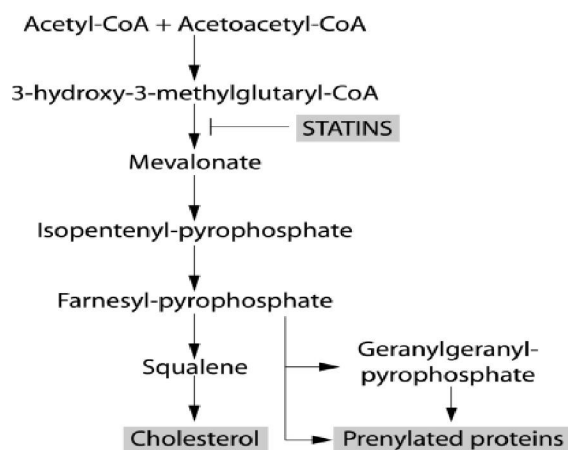 Acetyl-CoA + Acetoacetyl-CoA
3-hydroxy-3-methylglutaryl-CoA
STATINS
Mevalonate
Isopentenyl-pyrophosphate
Farnesyl-pyrophosphate
Squalene
Geranylgeranyl-
pyrophosphate
Cholesterol
Prenylated proteins